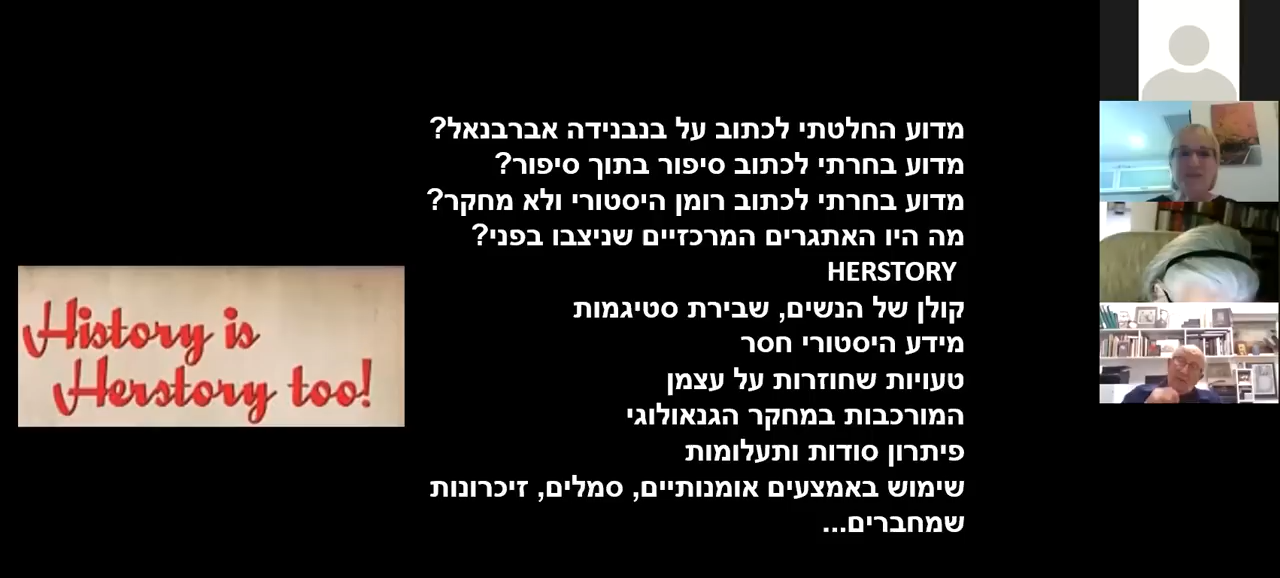 מדוע החלטתי לכתוב על בנבנידה אברבנאל?
מדוע בחרתי לכתוב סיפור בתוך סיפור?
מדוע בחרתי לכתוב רומן היסטורי ולא מחקר?
מה היו האתגרים המרכזיים שניצבו בפני?
HERSTORY
קולן של הנשים, שבירת סטיגמות
מידע היסטורי חסר
טעויות שחוזרות על עצמן
המורכבות במחקר הגנאולוגי
פיתרון סודות ותעלומות
שימוש באמצעים אומנותיים, סמלים, זיכרונות
שמחברים...
History is
Herstory too!